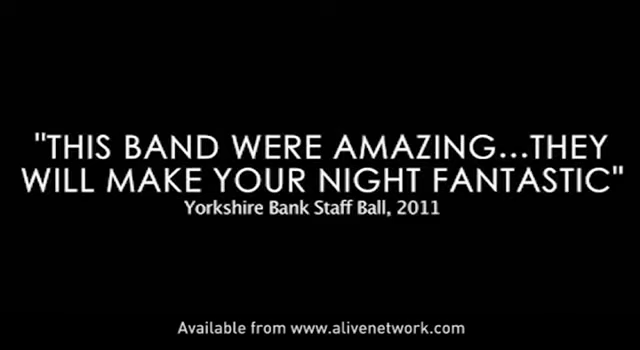 "THIS BAND WERE AMAZING...THEY
WILL MAKE YOUR NIGHT FANTASTIC"
Yorkshire Bank Staff Ball, 2011
Available from www.alivenetwork.com